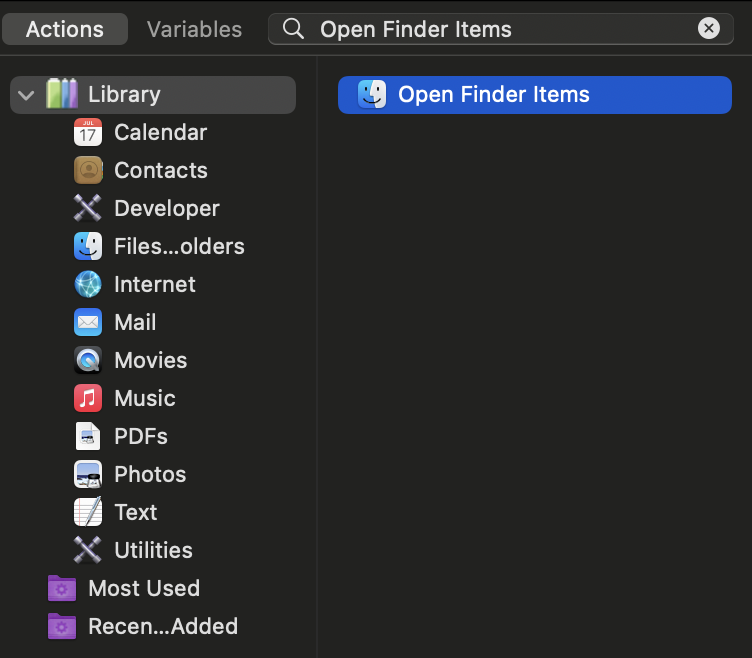 Actions Variables Open Finder Items
Library
Open Finder Items
JUL
17
Calendar
Contacts
Developer
Files...olders
Internet
Mail
Movies
Music
PDFs
Photos
Text
Utilities
Most Used
Recen...Added